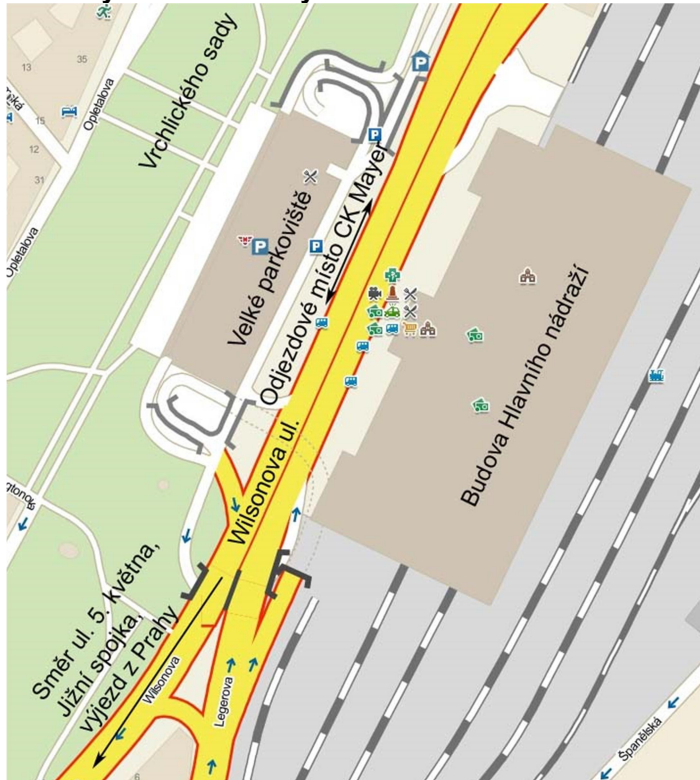 Vrchlického sady
Opletalova
35
13
15
12
31
Opletalova
P
P
P
P
Velké parkoviště
Odjezdové místo CK Mayer
Budova Hlavního nádraží
Wilsonova ul.
Směr ul. 5. května,
Jižní spojka,
výjezd z Prahy
Wilsonova
Legerova
Španělská
6